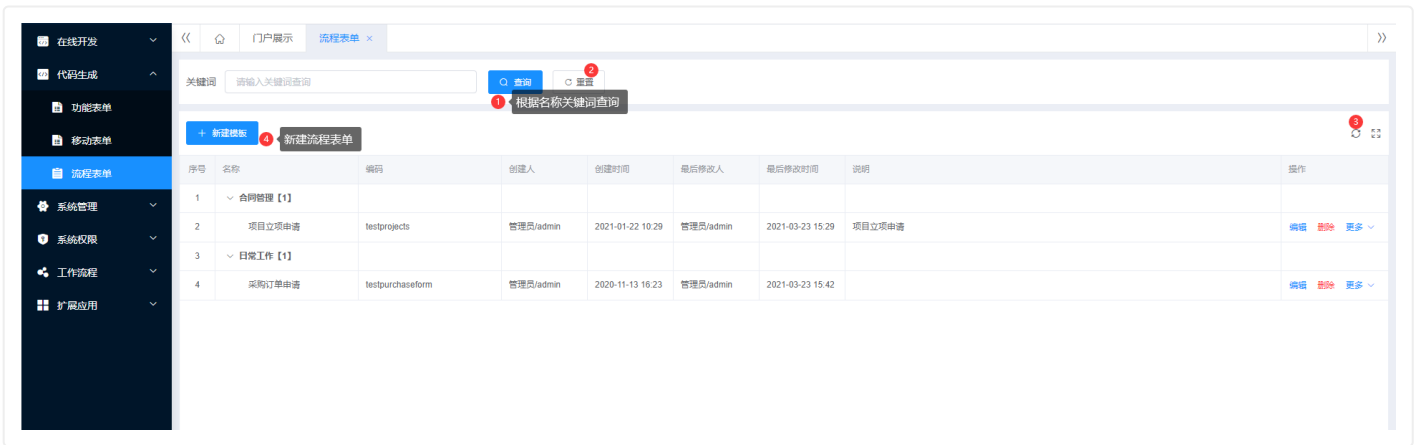 在线开发
代码生成
功能表单
移动表单
流程表单
系统管理
系统权限
工作流程
扩展应用
门户展示 流程表单 ×
关键词 请输入关键词查询 查询 重置 2
1 根据名称关键词查询
+ 新建模板 4 新建流程表单 3
序号 名称 编码 创建人 创建时间 最后修改人 最后修改时间 说明 操作
1 合同管理【1】
2 项目立项申请 testprojects 管理员/admin 2021-01-22 10:29 管理员/admin 2021-03-23 15:29 项目立项申请 编辑 删除 更多
3 日常工作【1】
4 采购订单申请 testpurchaseform 管理员/admin 2020-11-13 16:23 管理员/admin 2021-03-23 15:42 编辑 删除 更多